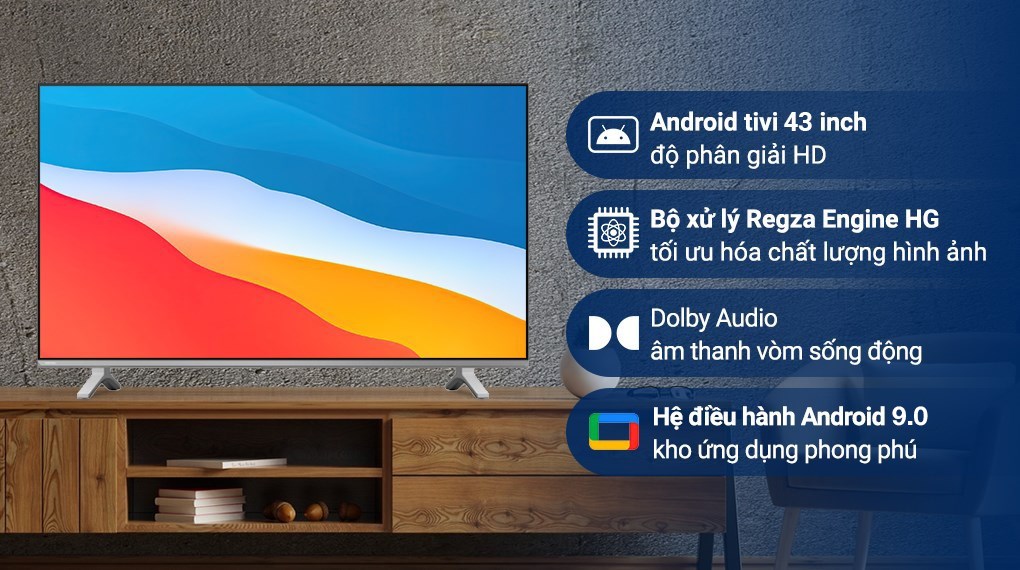 Android tivi 43 inch
độ phân giải HD
Bộ xử lý Regza Engine HG
tối ưu hóa chất lượng hình ảnh
Dolby Audio
âm thanh vòm sống động
Hệ điều hành Android 9.0
kho ứng dụng phong phú